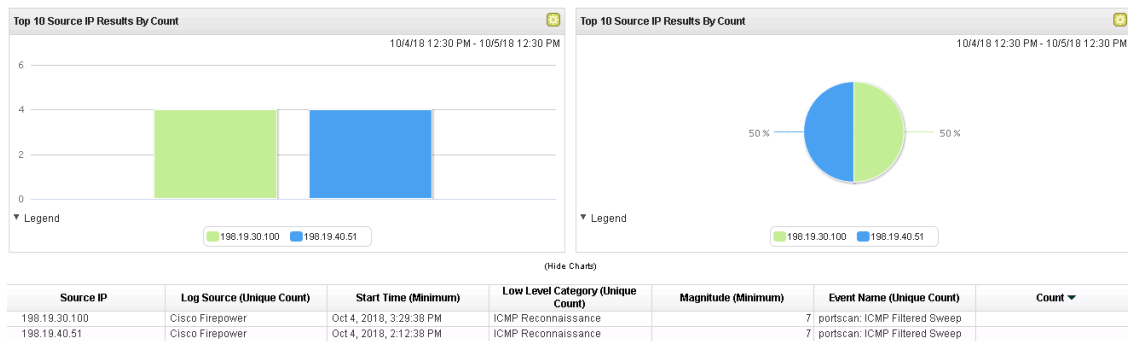 Top 10 Source IP Results By Count
10/4/18 12:30 PM - 10/5/18 12:30 PM
6
4
2
0
Legend
198.19.30.100 198.19.40.51
Top 10 Source IP Results By Count
10/4/18 12:30 PM - 10/5/18 12:30 PM
50 % 50 %
Legend
198.19.30.100 198.19.40.51
(Hide Charts)
Source IP Log Source (Unique Count) Start Time (Minimum) Low Level Category (Unique Count) Magnitude (Minimum) Event Name (Unique Count) Count
198.19.30.100 Cisco Firepower Oct 4, 2018, 3:29:38 PM ICMP Reconnaissance 7 portscan: ICMP Filtered Sweep
198.19.40.51 Cisco Firepower Oct 4, 2018, 2:12:38 PM ICMP Reconnaissance 7 portscan: ICMP Filtered Sweep